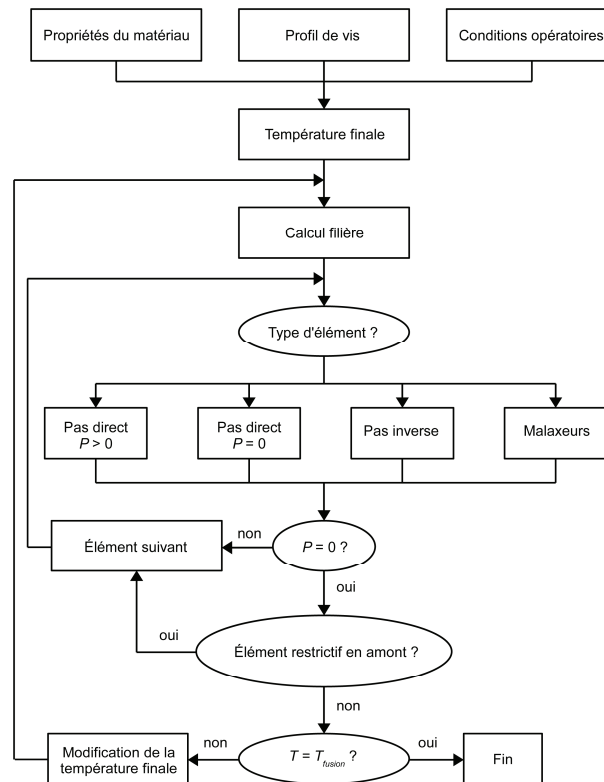 Propriétés du matériau
Profil de vis
Conditions opératoires
Température finale
Calcul filière
Type d'élément ?
Pas direct
P > 0
Pas direct
P = 0
Pas inverse
Malaxeurs
Élément suivant
non
P = 0 ?
oui
oui
Élément restrictif en amont ?
non
Modification de la
température finale
non
T = Tfusion ?
oui
Fin